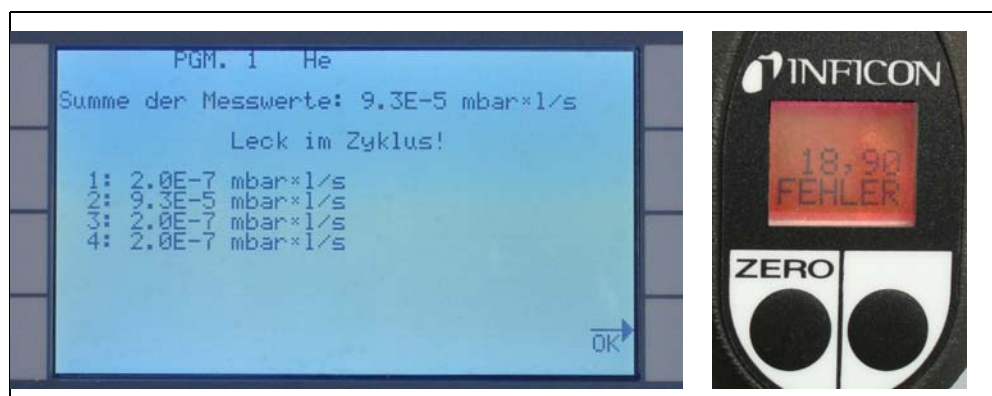 PGM. 1 He
Summe der Messwerte: 9.3E-5 mbar×l/s
Leck im Zyklus!
1: 2.0E-7 mbar×l/s
2: 9.3E-5 mbar×l/s
3: 2.0E-7 mbar×l/s
4: 2.0E-7 mbar×l/s
OK
INFICON
18,90
FEHLER
ZERO